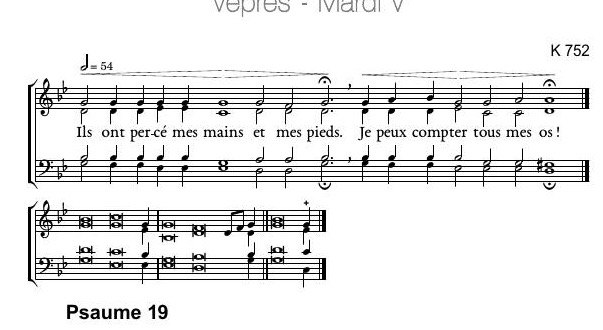 Vêpres - Mardi V
𝅗𝅥 = 54
K 752
Ils ont per-cé mes mains et mes pieds. Je peux compter tous mes os !
Psaume 19